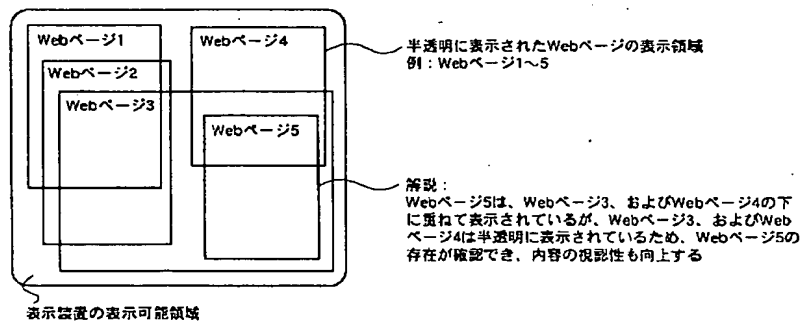 Webページ1
Webページ4
Webページ2
Webページ3
Webページ5
半透明に表示されたWebページの表示領域
例：Webページ1～5
解説：
Webページ5は、Webページ3、およびWebページ4の下
に重ねて表示されているが、Webページ3、およびWeb
ページ4は半透明に表示されているため、Webページ5の
存在が確認でき、内容の視認性も向上する
表示装置の表示可能領域